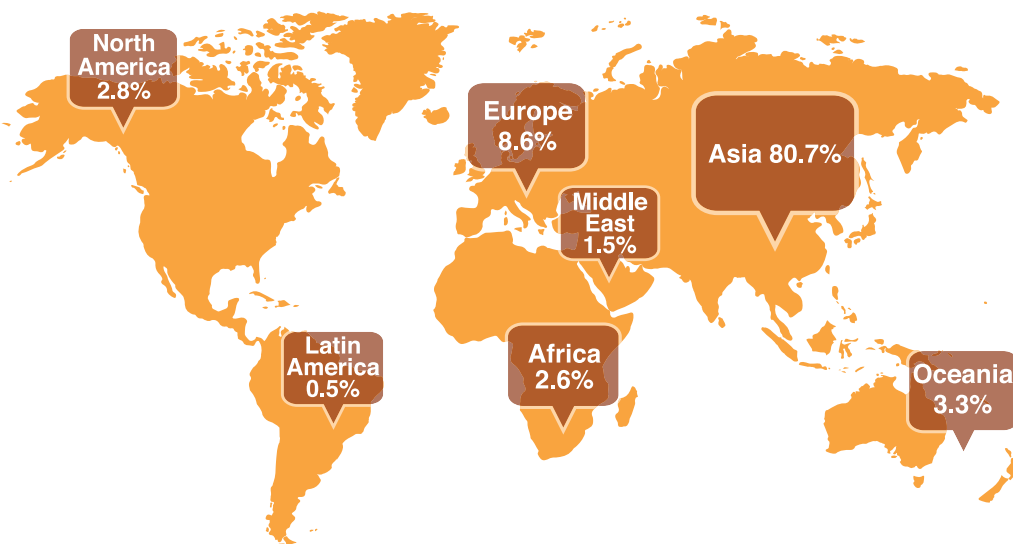 North
America
2.8%
Europe
8.6%
Asia 80.7%
Middle
East
1.5%
Latin
America
0.5%
Africa
2.6%
Oceania
3.3%